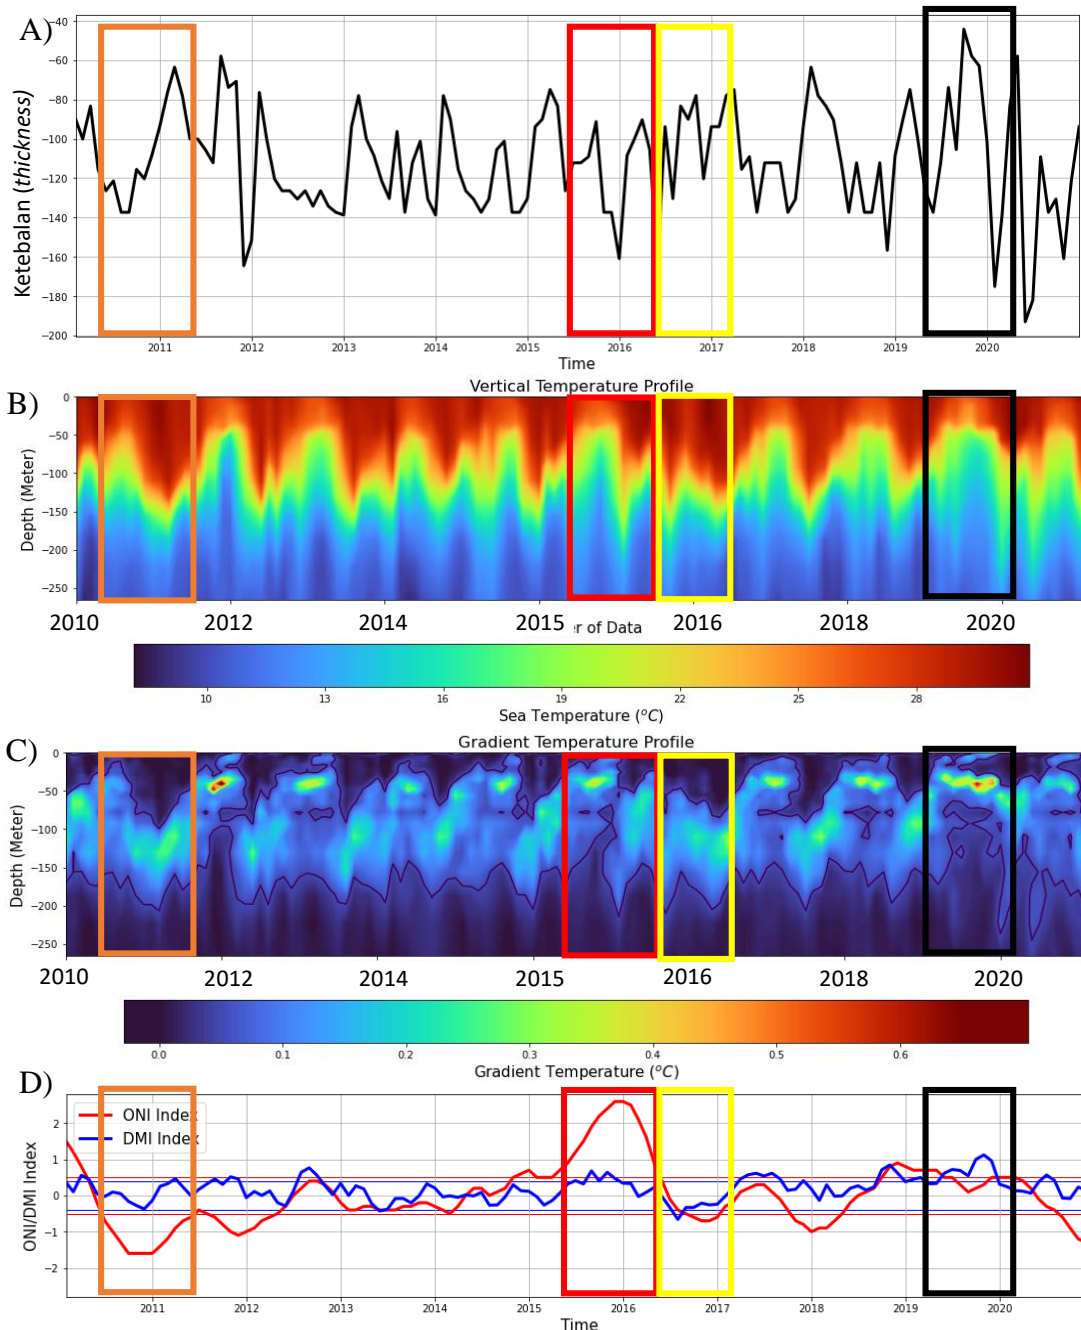 A)
Ketebalan (thickness)
−40
−60
−80
−100
−120
−140
−160
−180
−200
2011 2012 2013 2014 2015 2016 2017 2018 2019 2020
Time
B)
Vertical Temperature Profile
Depth (Meter)
0
−50
−100
−150
−200
−250
2010 2012 2014 2015 2016 2018 2020
r of Data
10 13 16 19 22 25 28
Sea Temperature (°C)
C)
Gradient Temperature Profile
Depth (Meter)
0
−50
−100
−150
−200
−250
2010 2012 2014 2015 2016 2018 2020
0.0 0.1 0.2 0.3 0.4 0.5 0.6
Gradient Temperature (°C)
D)
ONI Index
DMI Index
ONI/DMI Index
2
1
0
−1
−2
2011 2012 2013 2014 2015 2016 2017 2018 2019 2020
Time